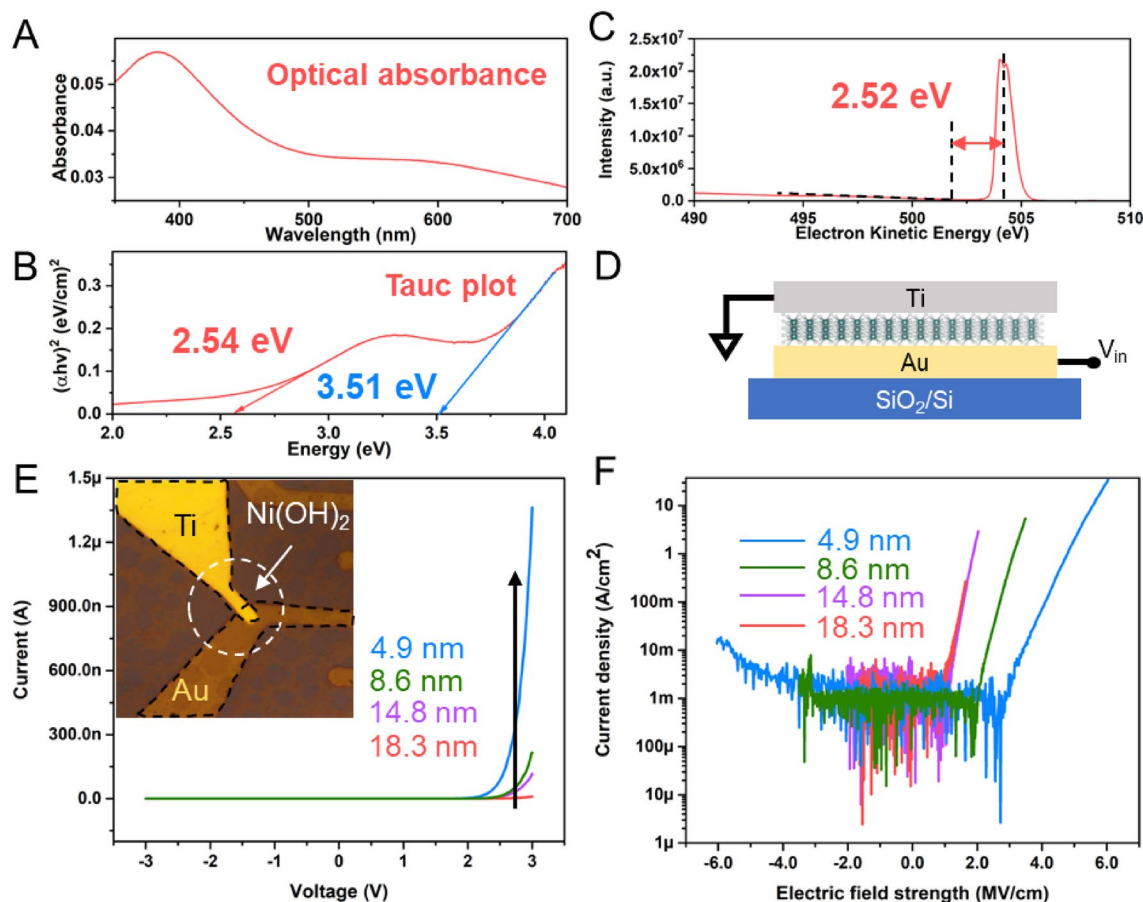 A
Optical absorbance
Absorbance
0.05
0.04
0.03
400
500
600
700
Wavelength (nm)
B
Tauc plot
2.54 eV
3.51 eV
(αhν)² (eV/cm)²
0.3
0.2
0.1
0.0
2.0
2.5
3.0
3.5
4.0
Energy (eV)
C
2.52 eV
Intensity (a.u.)
2.5x10⁷
2.0x10⁷
1.5x10⁷
1.0x10⁷
5.0x10⁶
490
495
500
505
510
Electron Kinetic Energy (eV)
D
Ti
Au
Vin
SiO₂/Si
E
Ti
Ni(OH)₂
Au
4.9 nm
8.6 nm
14.8 nm
18.3 nm
Current (A)
1.5μ
1.2μ
900.0n
600.0n
300.0n
0.0
-3
-2
-1
0
1
2
3
Voltage (V)
F
4.9 nm
8.6 nm
14.8 nm
18.3 nm
Current density (A/cm²)
10
1
100m
10m
1m
100μ
10μ
1μ
-6.0
-4.0
-2.0
0.0
2.0
4.0
6.0
Electric field strength (MV/cm)